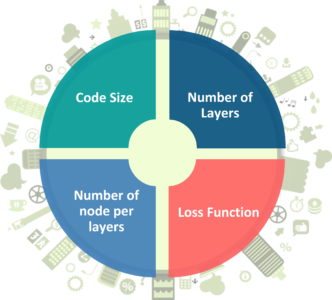 Code Size
Number of
Layers
Number of
node per
layers
Loss Function